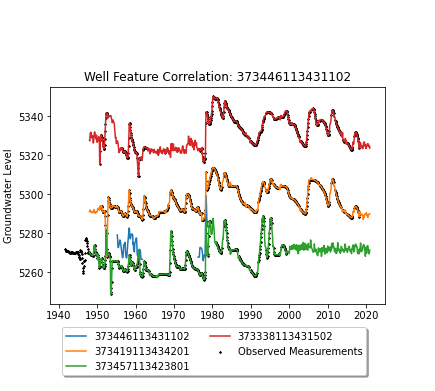 Well Feature Correlation: 373446113431102
Groundwater Level
5340
5320
5300
5280
5260
1940 1950 1960 1970 1980 1990 2000 2010 2020
373446113431102 373338113431502
373419113434201 Observed Measurements
373457113423801